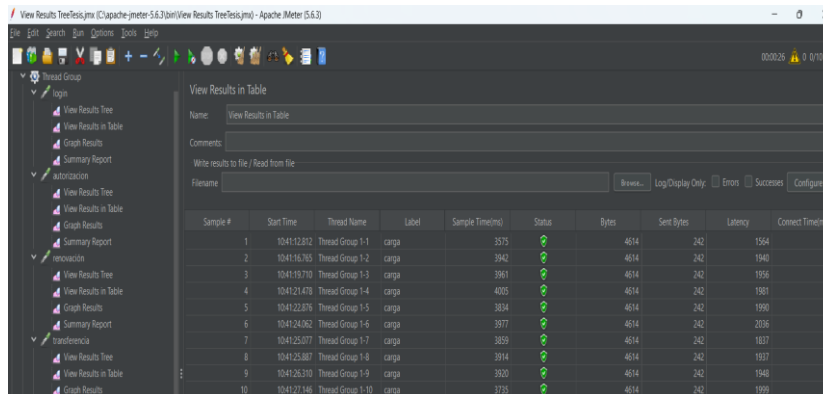 View Results TreeTesis.jmx (C:\apache-jmeter-5.6.3\bin\View Results TreeTesis.jmx) - Apache JMeter (5.6.3)
File Edit Search Run Options Tools Help
00:00:26 0 0/10
Thread Group
login
View Results Tree
View Results in Table
Graph Results
Summary Report
autorizacion
View Results Tree
View Results in Table
Graph Results
Summary Report
renovación
View Results Tree
View Results in Table
Graph Results
Summary Report
transferencia
View Results Tree
View Results in Table
Graph Results
View Results in Table
Name: View Results in Table
Comments:
Write results to file / Read from file
Filename Browse... Log/Display Only: Errors Successes Configure
Sample # Start Time Thread Name Label Sample Time(ms) Status Bytes Sent Bytes Latency Connect Time(m
1 10:41:12.812 Thread Group 1-1 carga 3575 4614 242 1564
2 10:41:16.765 Thread Group 1-2 carga 3942 4614 242 1940
3 10:41:19.710 Thread Group 1-3 carga 3961 4614 242 1956
4 10:41:21.478 Thread Group 1-4 carga 4005 4614 242 1981
5 10:41:22.876 Thread Group 1-5 carga 3834 4614 242 1990
6 10:41:24.062 Thread Group 1-6 carga 3977 4614 242 2036
7 10:41:25.077 Thread Group 1-7 carga 3859 4614 242 1837
8 10:41:25.887 Thread Group 1-8 carga 3914 4614 242 1937
9 10:41:26.310 Thread Group 1-9 carga 3920 4614 242 1948
10 10:41:27.146 Thread Group 1-10 carga 3735 4614 242 1999